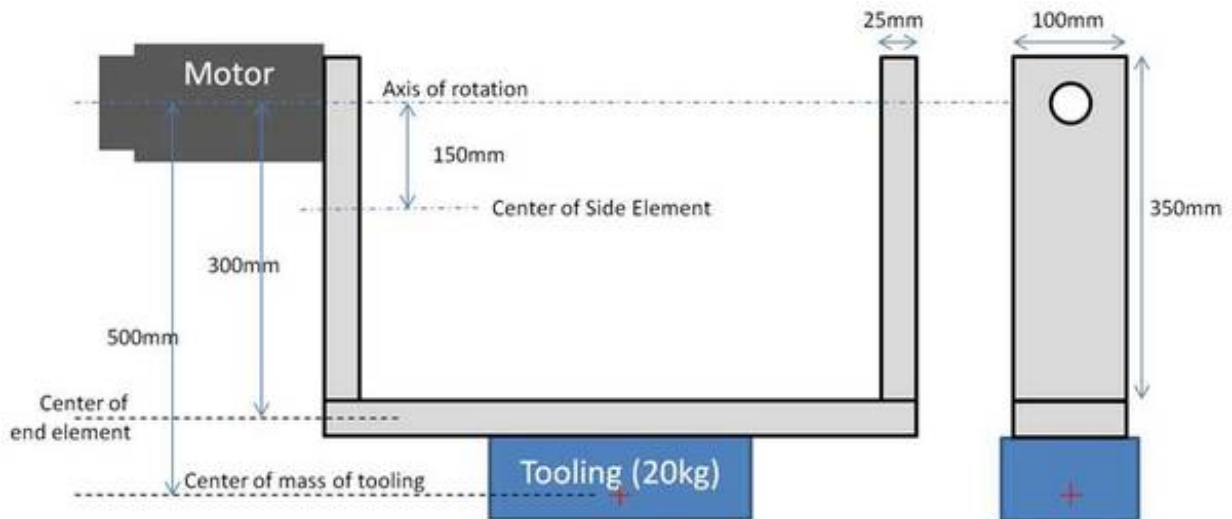 25mm
100mm
Motor
Axis of rotation
150mm
Center of Side Element
350mm
300mm
500mm
Center of
end element
Center of mass of tooling
Tooling (20kg)